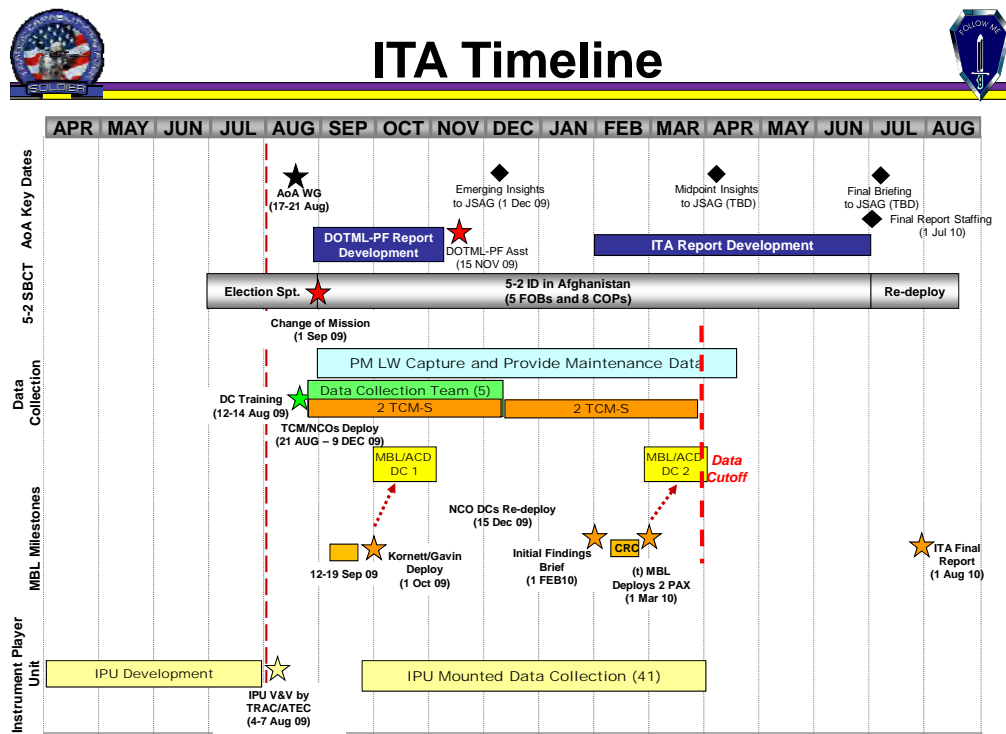 ITA Timeline
SOLDIER
FOLLOW ME
APR MAY JUN JUL AUG SEP OCT NOV DEC JAN FEB MAR APR MAY JUN JUL AUG
AoA Key Dates
AoA WG
(17-21 Aug)
Emerging Insights
to JSAG (1 Dec 09)
Midpoint Insights
to JSAG (TBD)
Final Briefing
to JSAG (TBD)
Final Report Staffing
(1 Jul 10)
DOTML-PF Report
Development
DOTML-PF Asst
(15 NOV 09)
ITA Report Development
5-2 SBCT
Election Spt.
5-2 ID in Afghanistan
(5 FOBs and 8 COPs)
Re-deploy
Change of Mission
(1 Sep 09)
Data
Collection
PM LW Capture and Provide Maintenance Data
Data Collection Team (5)
2 TCM-S
2 TCM-S
DC Training
(12-14 Aug 09)
TCM/NCOs Deploy
(21 AUG – 9 DEC 09)
MBL/ACD
DC 1
MBL/ACD
DC 2
Data
Cutoff
MBL Milestones
NCO DCs Re-deploy
(15 Dec 09)
12-19 Sep 09
Kornett/Gavin
Deploy
(1 Oct 09)
Initial Findings
Brief
(1 FEB10)
CRC
(t) MBL
Deploys 2 PAX
(1 Mar 10)
ITA Final
Report
(1 Aug 10)
Instrument Player
Unit
IPU Development
IPU V&V by
TRAC/ATEC
(4-7 Aug 09)
IPU Mounted Data Collection (41)